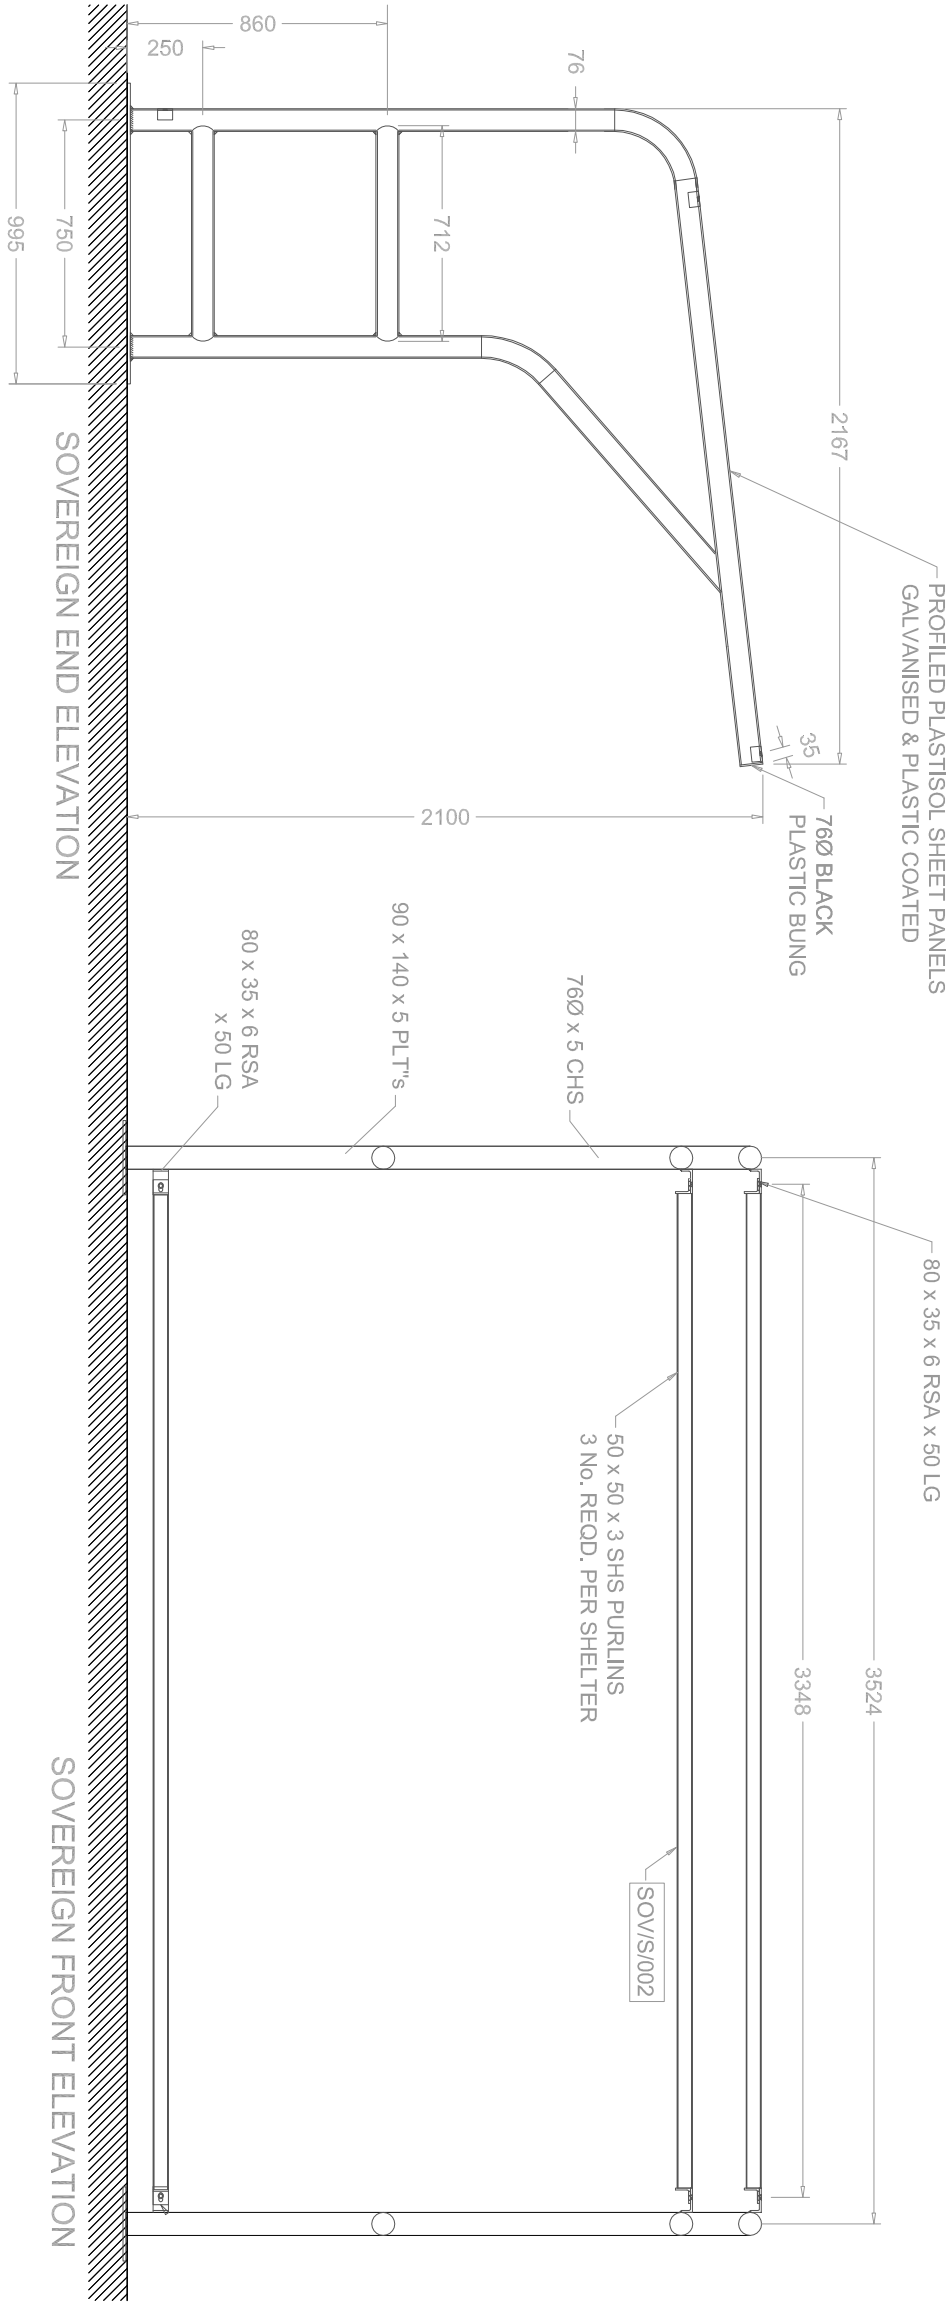 PROFILED PLASTISOL SHEET PANELS
GALVANISED & PLASTIC COATED
2167
76
35
76Ø BLACK
PLASTIC BUNG
712
860
250
2100
750
995
SOVEREIGN END ELEVATION
80 x 35 x 6 RSA x 50 LG
3524
3348
50 x 50 x 3 SHS PURLINS
3 No. REQD. PER SHELTER
SOV/S/002
76Ø x 5 CHS
90 x 140 x 5 PLT"s
80 x 35 x 6 RSA
x 50 LG
SOVEREIGN FRONT ELEVATION